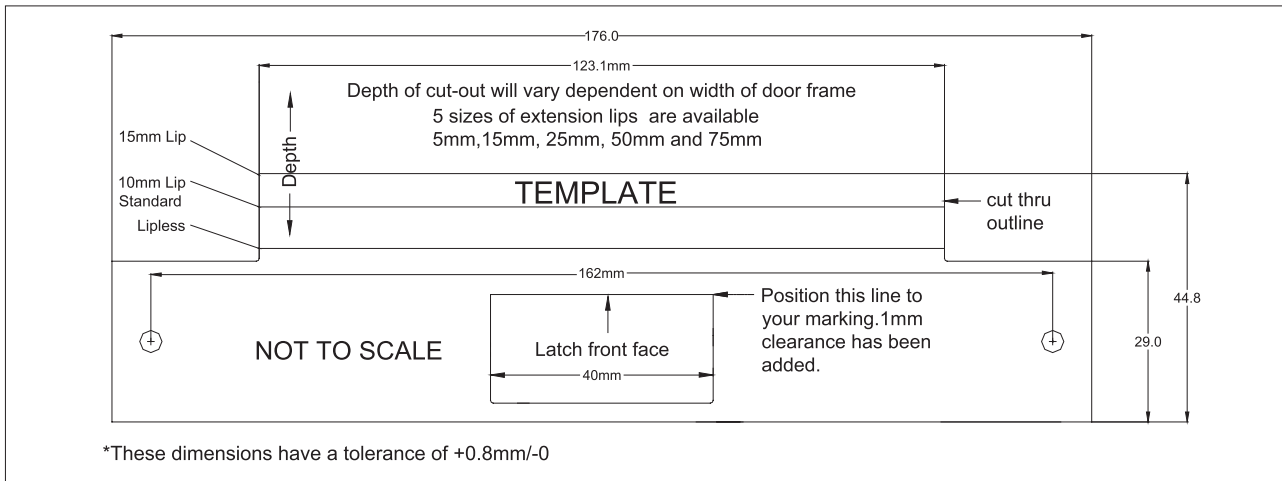 176.0
123.1mm
Depth of cut-out will vary dependent on width of door frame
5 sizes of extension lips are available
5mm,15mm, 25mm, 50mm and 75mm
15mm Lip
Depth
10mm Lip
Standard
TEMPLATE
cut thru
outline
Lipless
162mm
Position this line to
your marking.1mm
clearance has been
added.
44.8
29.0
NOT TO SCALE
Latch front face
40mm
*These dimensions have a tolerance of +0.8mm/-0